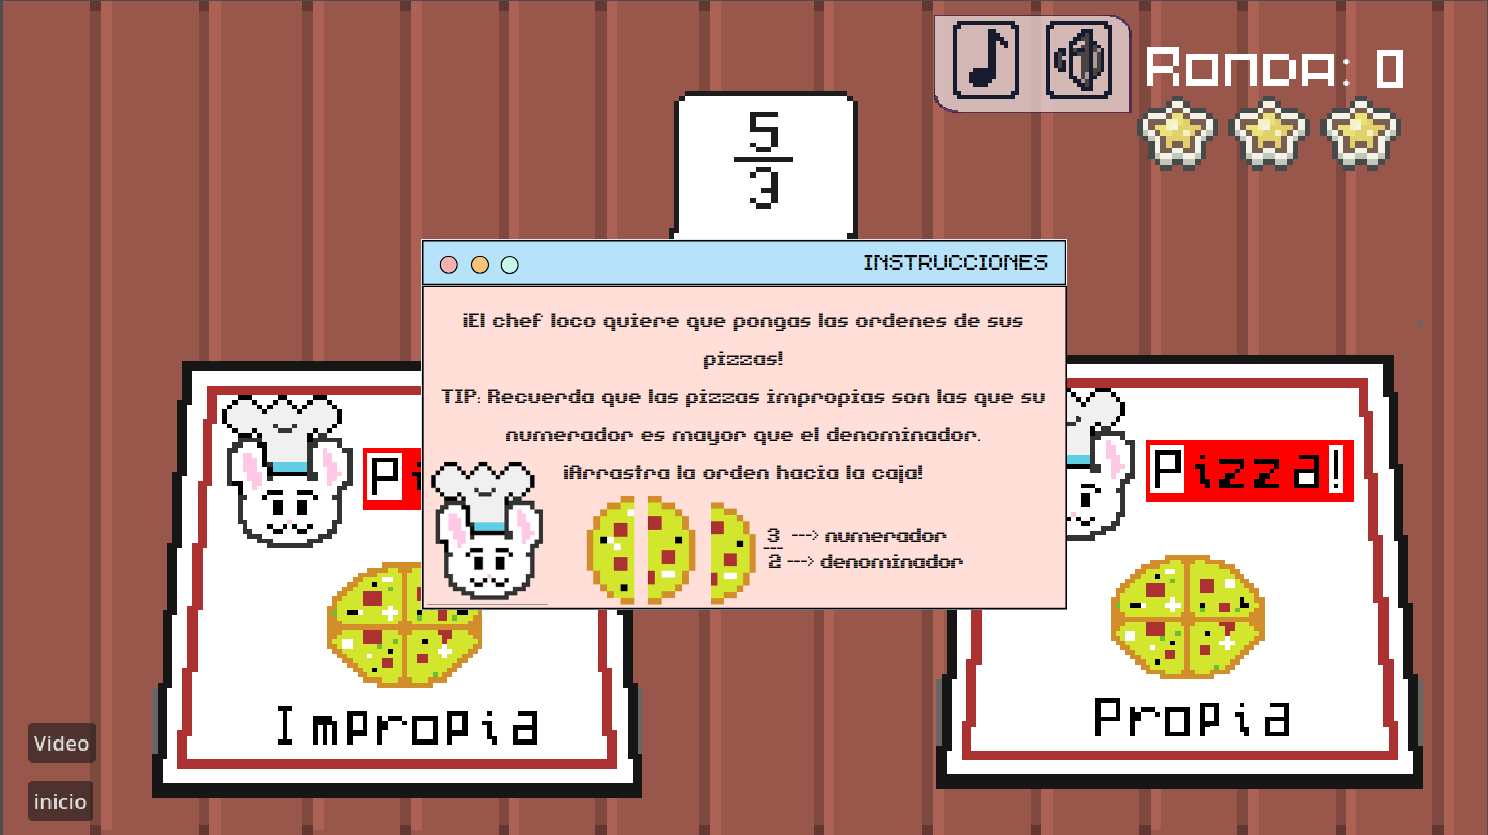 RONDA: 0
5
3
INSTRUCCIONES
¡El chef loco quiere que pongas las ordenes de sus
pizzas!
TIP: Recuerda que las pizzas impropias son las que su
numerador es mayor que el denominador.
¡Arrastra la orden hacia la caja!
3 ---> numerador
2 ---> denominador
Pi
Pizza!
Impropia
Propia
Video
inicio